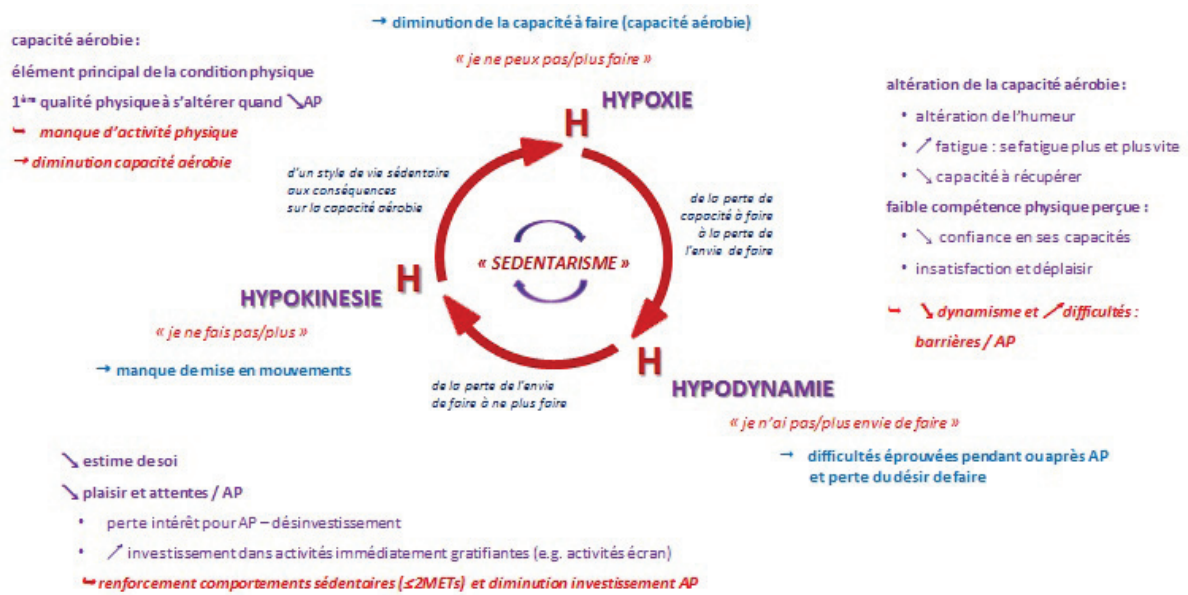 → diminution de la capacité à faire (capacité aérobie)
« je ne peux pas/plus faire »
H HYPOXIE
capacité aérobie :
élément principal de la condition physique
1ère qualité physique à s'altérer quand ↘AP
↪ manque d'activité physique
→ diminution capacité aérobie
d'un style de vie sédentaire
aux conséquences
sur la capacité aérobie
altération de la capacité aérobie :
• altération de l'humeur
• ↗ fatigue : se fatigue plus et plus vite
• ↘ capacité à récupérer
faible compétence physique perçue :
• ↘ confiance en ses capacités
• insatisfaction et déplaisir
↪ ↘ dynamisme et ↗ difficultés :
barrières / AP
de la perte de
capacité à faire
à la perte de
l'envie de faire
« SEDENTARISME »
H
HYPOKINESIE
« je ne fais pas/plus »
→ manque de mise en mouvements
de la perte de l'envie
de faire à ne plus faire
H
HYPODYNAMIE
« je n'ai pas/plus envie de faire »
→ difficultés éprouvées pendant ou après AP
et perte du désir de faire
↘ estime de soi
↘ plaisir et attentes / AP
• perte intérêt pour AP – désinvestissement
• ↗ investissement dans activités immédiatement gratifiantes (e.g. activités écran)
↪ renforcement comportements sédentaires (≤2METs) et diminution investissement AP